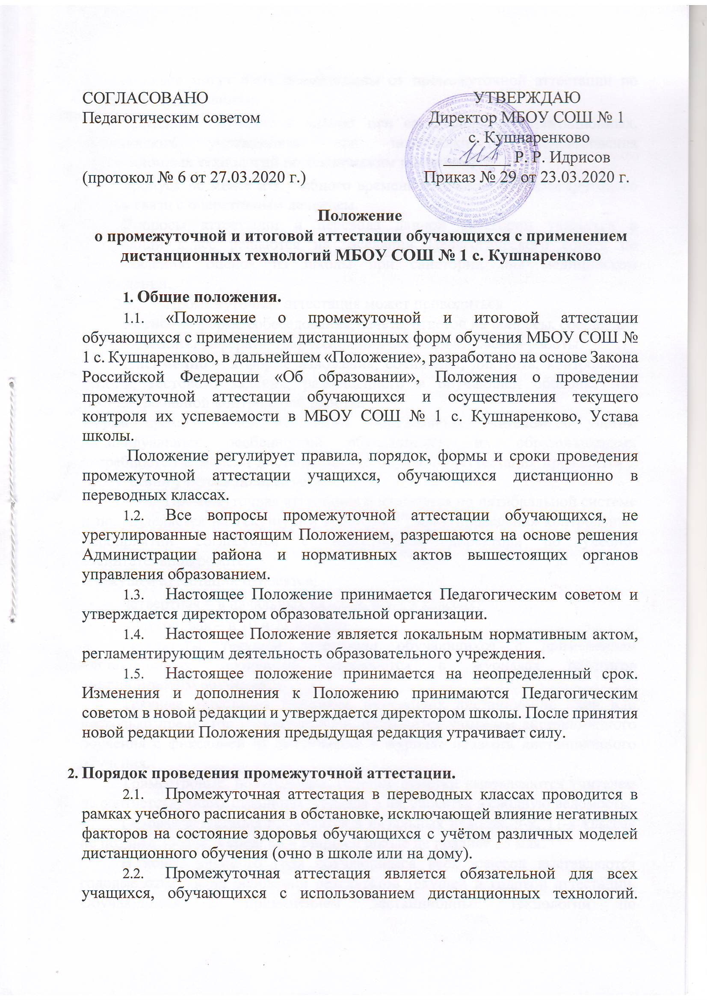 СОГЛАСОВАНО
Педагогическим советом
(протокол № 6 от 27.03.2020 г.)
УТВЕРЖДАЮ
Директор МБОУ СОШ № 1
с. Кушнаренково
Р. Р. Идрисов
Приказ № 29 от 23.03.2020 г.
Положение
о промежуточной и итоговой аттестации обучающихся с применением
дистанционных технологий МБОУ СОШ № 1 с. Кушнаренково
1. Общие положения.
1.1. «Положение о промежуточной и итоговой аттестации
обучающихся с применением дистанционных форм обучения МБОУ СОШ №
1 с. Кушнаренково, в дальнейшем «Положение», разработано на основе Закона
Российской Федерации «Об образовании», Положения о проведении
промежуточной аттестации обучающихся и осуществления текущего
контроля их успеваемости в МБОУ СОШ № 1 с. Кушнаренково, Устава
школы.
Положение регулирует правила, порядок, формы и сроки проведения
промежуточной аттестации учащихся, обучающихся дистанционно в
переводных классах.
1.2. Все вопросы промежуточной аттестации обучающихся, не
урегулированные настоящим Положением, разрешаются на основе решения
Администрации района и нормативных актов вышестоящих органов
управления образованием.
1.3. Настоящее Положение принимается Педагогическим советом и
утверждается директором образовательной организации.
1.4. Настоящее Положение является локальным нормативным актом,
регламентирующим деятельность образовательного учреждения.
1.5. Настоящее положение принимается на неопределенный срок.
Изменения и дополнения к Положению принимаются Педагогическим
советом в новой редакции и утверждается директором школы. После принятия
новой редакции Положения предыдущая редакция утрачивает силу.
2. Порядок проведения промежуточной аттестации.
2.1. Промежуточная аттестация в переводных классах проводится в
рамках учебного расписания в обстановке, исключающей влияние негативных
факторов на состояние здоровья обучающихся с учётом различных моделей
дистанционного обучения (очно в школе или на дому).
2.2. Промежуточная аттестация является обязательной для всех
учащихся, обучающихся с использованием дистанционных технологий.